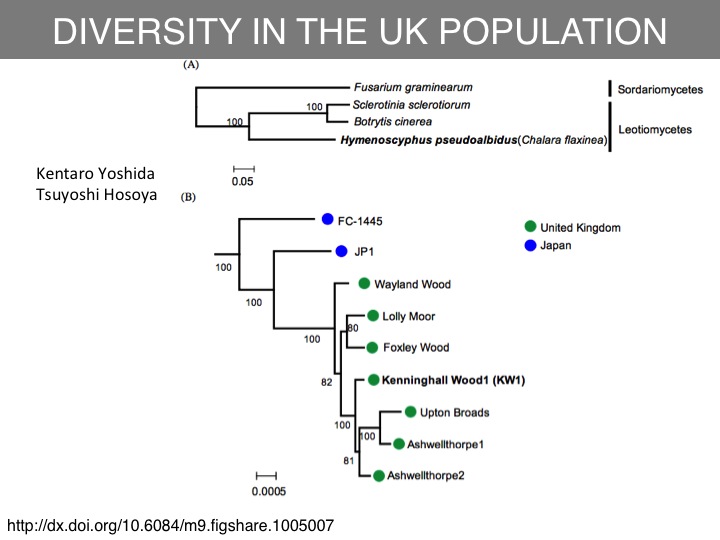 DIVERSITY IN THE UK POPULATION
(A)
Fusarium graminearum
Sordariomycetes
100
Sclerotinia sclerotiorum
100
Botrytis cinerea
Leotiomycetes
Hymenoscyphus pseudoalbidus(Chalara flaxinea)
0.05
Kentaro Yoshida
Tsuyoshi Hosoya
(B)
FC-1445
United Kingdom
Japan
100
JP1
100
Wayland Wood
Lolly Moor
80
100
Foxley Wood
82
Kenninghall Wood1 (KW1)
Upton Broads
100
100
Ashwellthorpe1
81
Ashwellthorpe2
0.0005
http://dx.doi.org/10.6084/m9.figshare.1005007